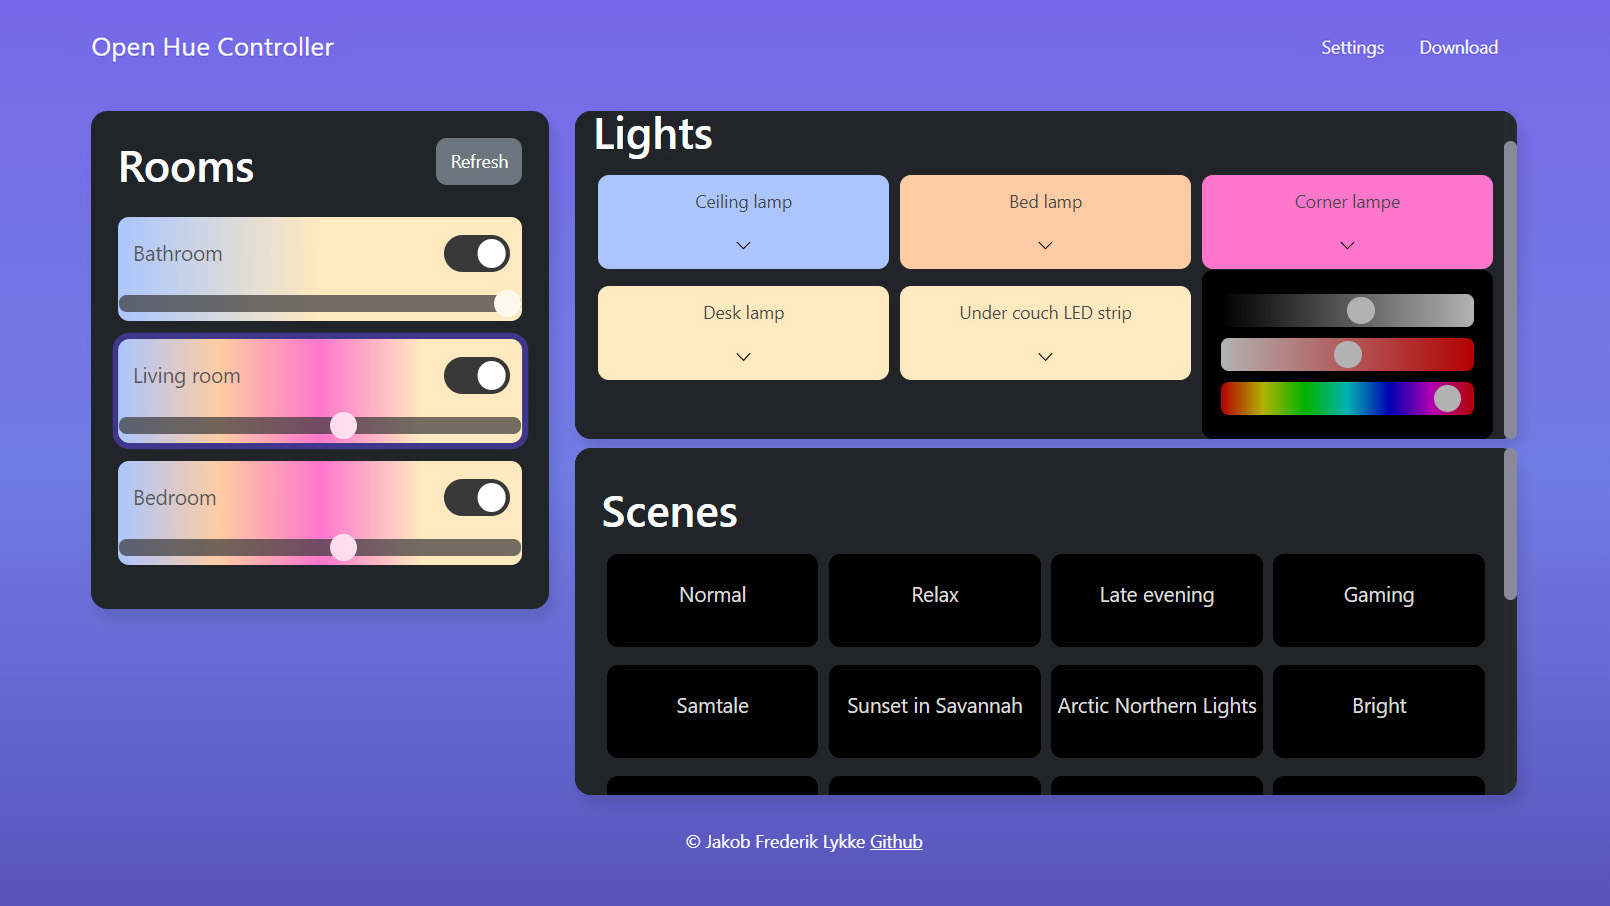 Open Hue Controller
Settings
Download
Rooms
Refresh
Bathroom
Living room
Bedroom
Lights
Ceiling lamp
Bed lamp
Corner lampe
Desk lamp
Under couch LED strip
Scenes
Normal
Relax
Late evening
Gaming
Samtale
Sunset in Savannah
Arctic Northern Lights
Bright
© Jakob Frederik Lykke Github